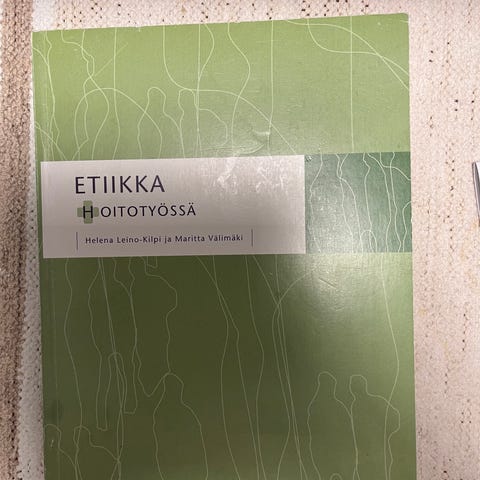 ETIIKKA
HOITOTYÖSSÄ
Helena Leino-Kilpi ja Maritta Välimäki